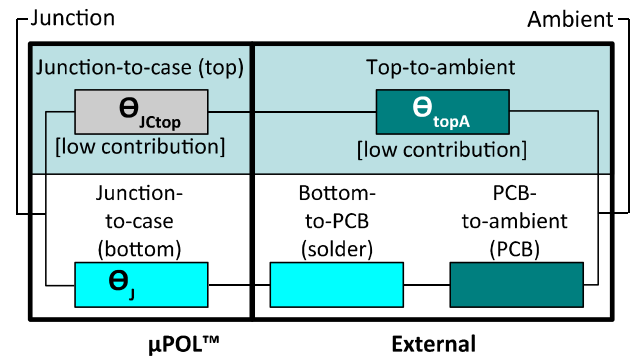 Junction
Ambient
Junction-to-case (top)
Top-to-ambient
ϴJCtop
ϴtopA
[low contribution]
[low contribution]
Junction-
to-case
(bottom)
Bottom-
to-PCB
(solder)
PCB-
to-ambient
(PCB)
ϴJ
µPOL™
External